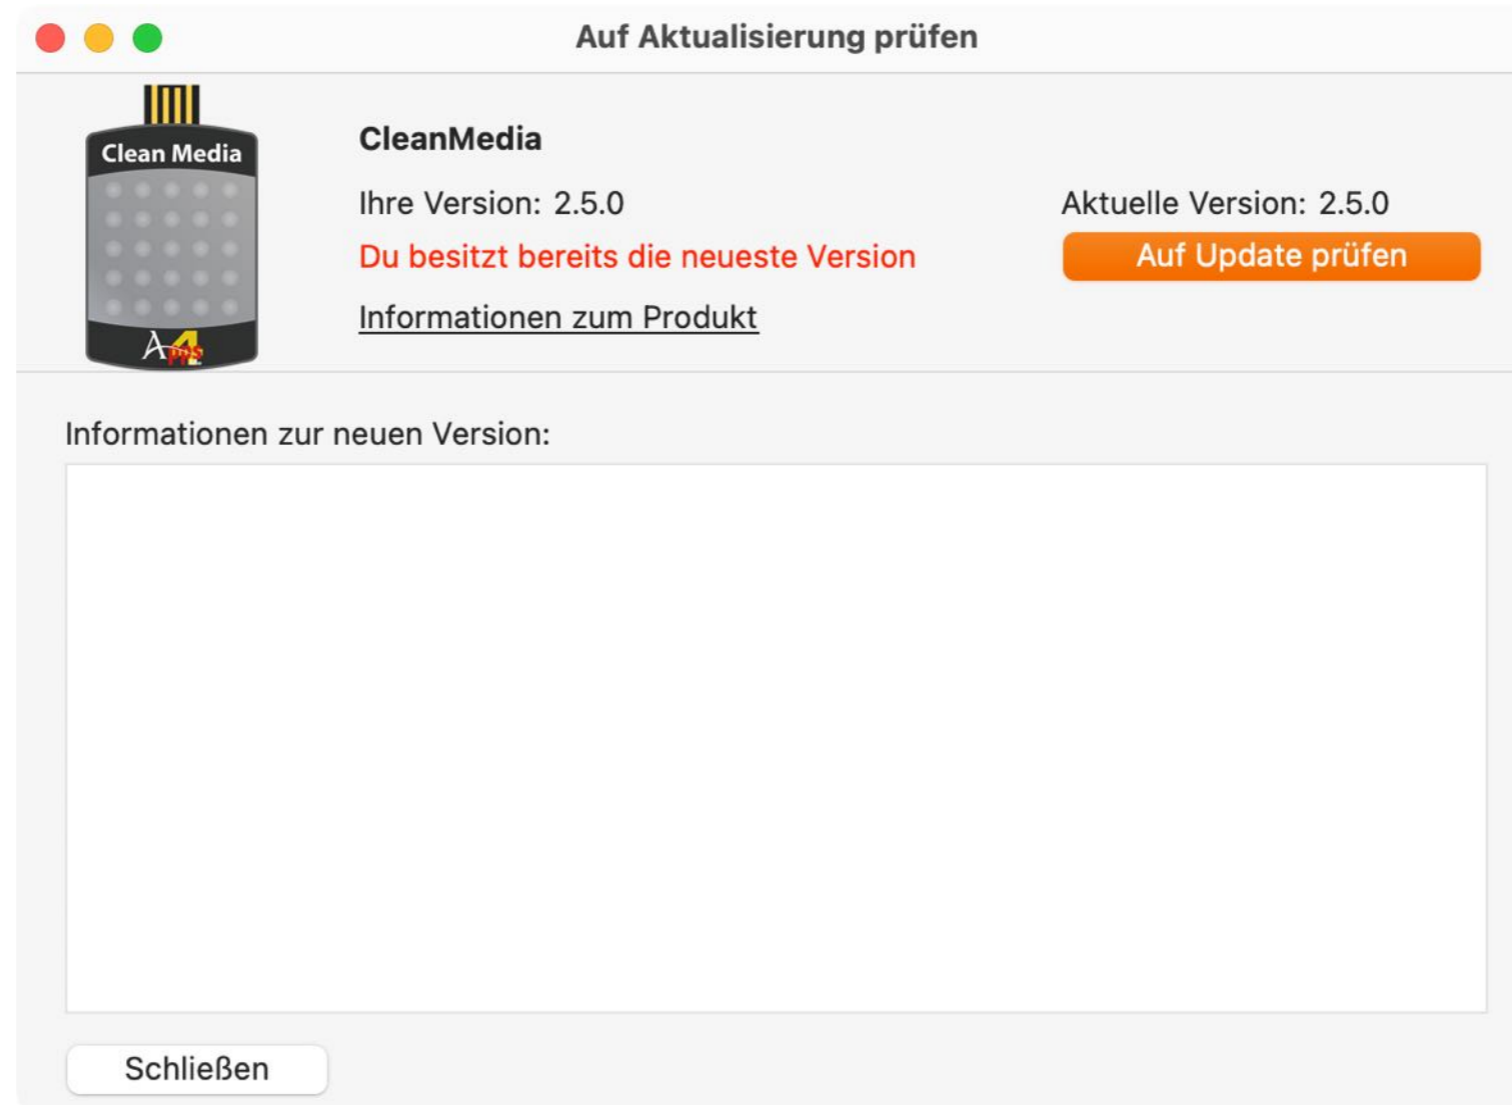 Auf Aktualisierung prüfen
Clean Media
A4pps
CleanMedia
Ihre Version: 2.5.0
Aktuelle Version: 2.5.0
Du besitzt bereits die neueste Version
Auf Update prüfen
Informationen zum Produkt
Informationen zur neuen Version:
Schließen